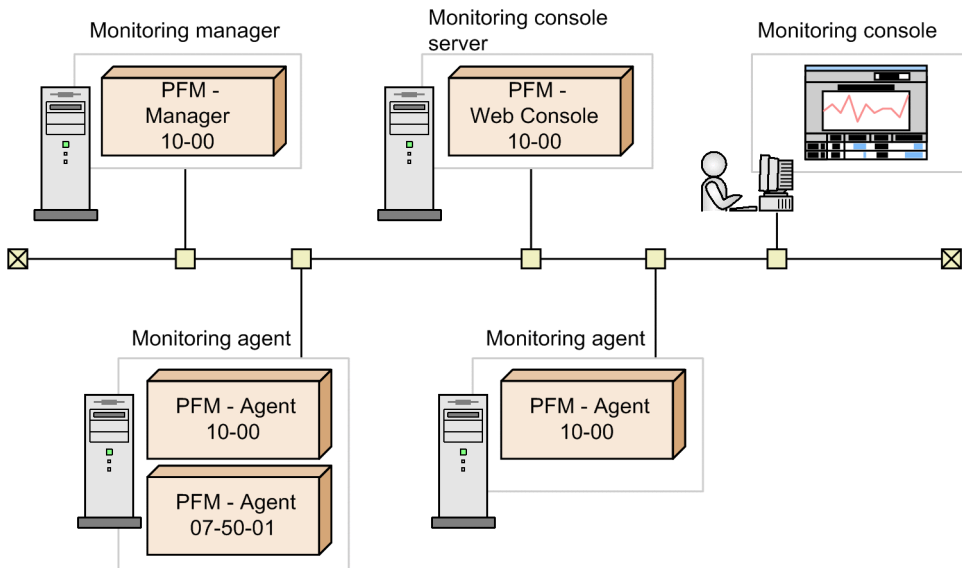 Monitoring manager
PFM -
Manager
10-00
Monitoring console
server
PFM -
Web Console
10-00
Monitoring console
Monitoring agent
PFM - Agent
10-00
PFM - Agent
07-50-01
Monitoring agent
PFM - Agent
10-00